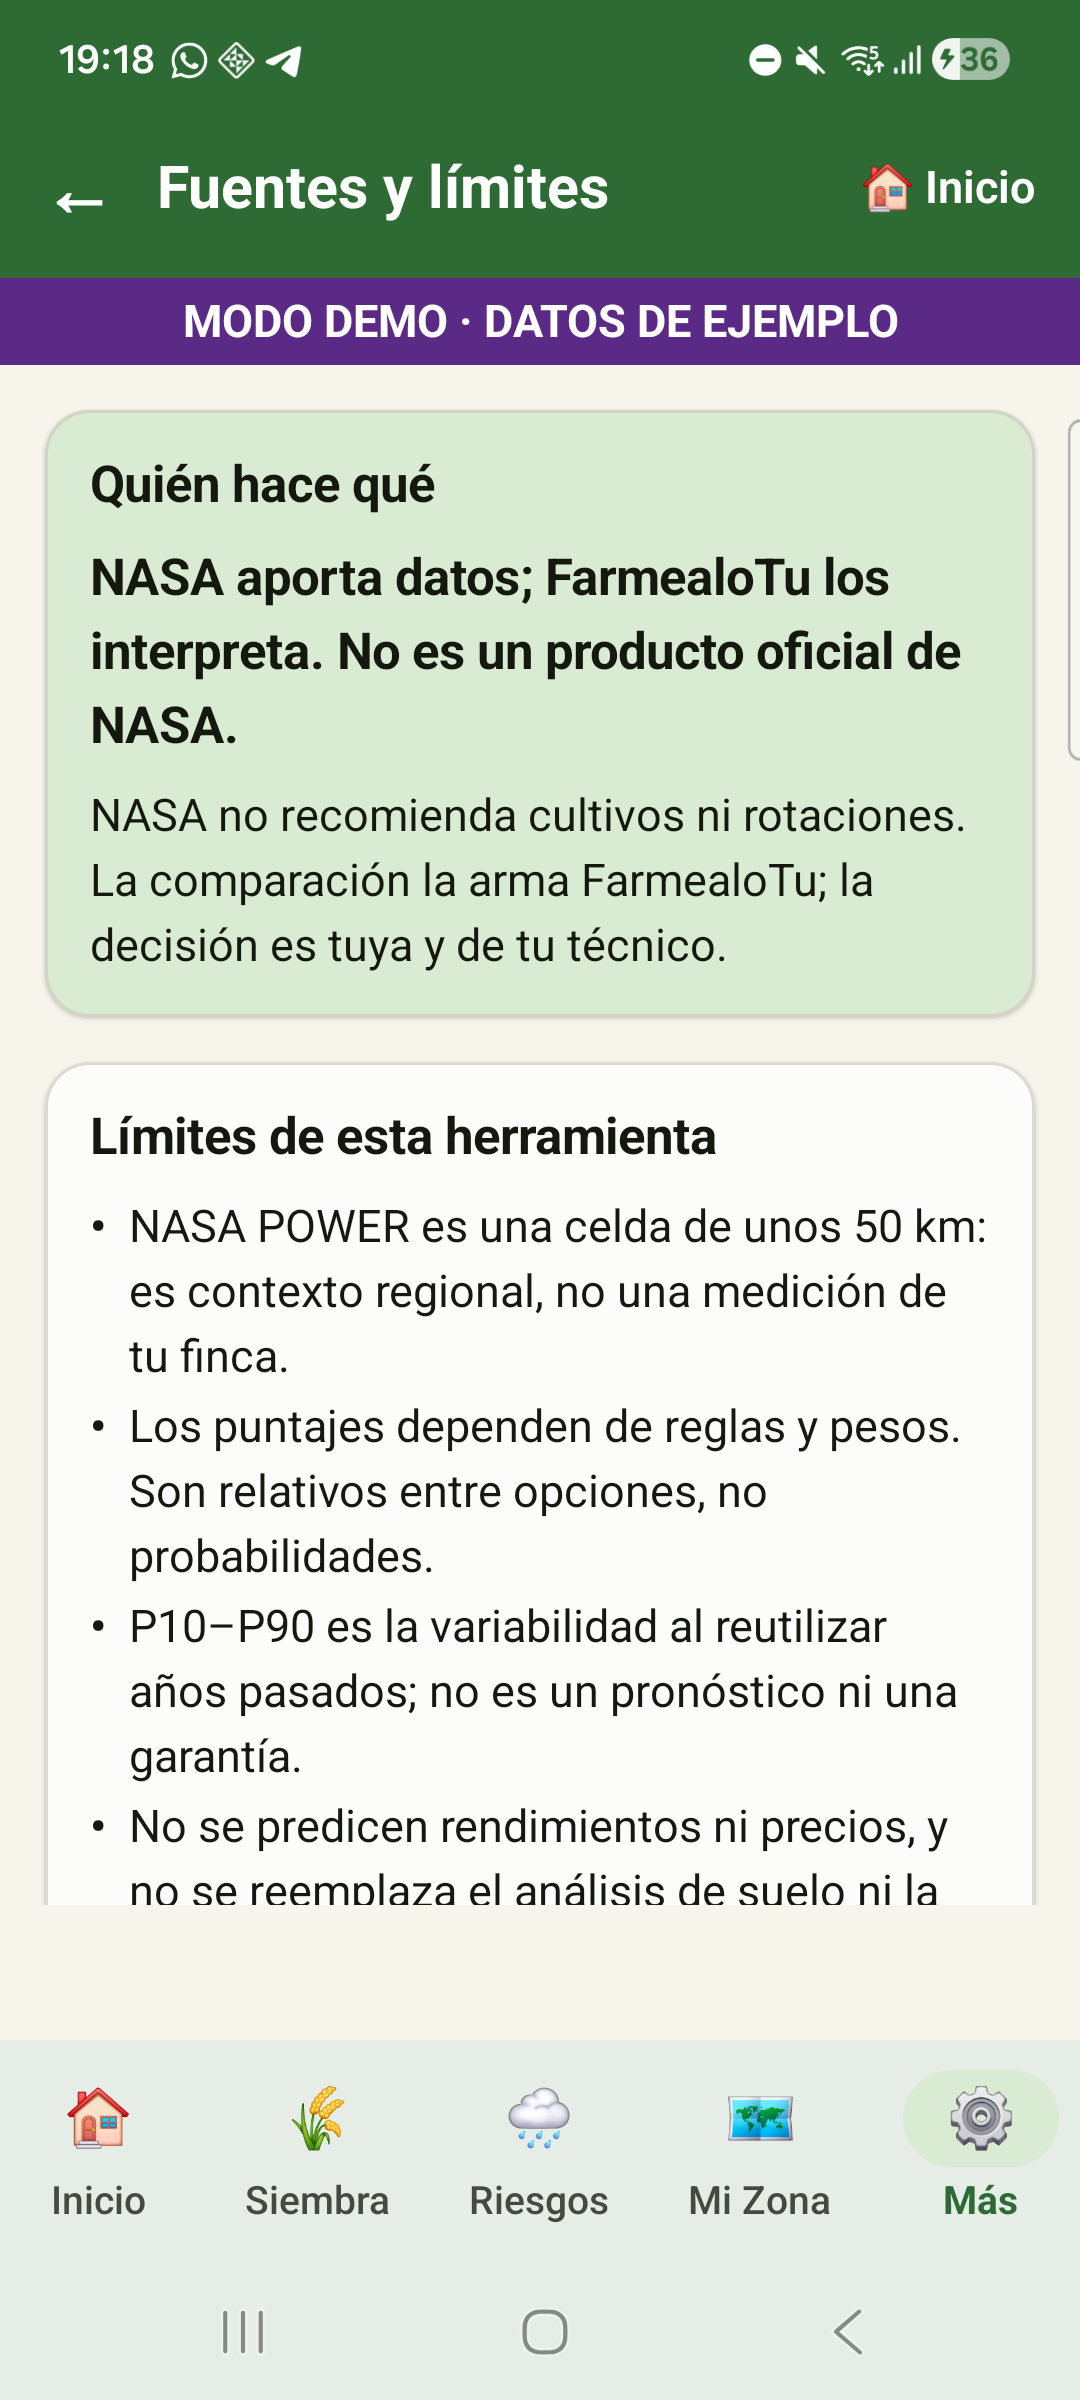 19:18
5
36
← Fuentes y límites
Inicio
MODO DEMO · DATOS DE EJEMPLO
Quién hace qué
NASA aporta datos; FarmealoTu los
interpreta. No es un producto oficial de
NASA.
NASA no recomienda cultivos ni rotaciones.
La comparación la arma FarmealoTu; la
decisión es tuya y de tu técnico.
Límites de esta herramienta
• NASA POWER es una celda de unos 50 km:
es contexto regional, no una medición de
tu finca.
• Los puntajes dependen de reglas y pesos.
Son relativos entre opciones, no
probabilidades.
• P10–P90 es la variabilidad al reutilizar
años pasados; no es un pronóstico ni una
garantía.
• No se predicen rendimientos ni precios, y
no se reemplaza el análisis de suelo ni la
Inicio
Siembra
Riesgos
Mi Zona
Más